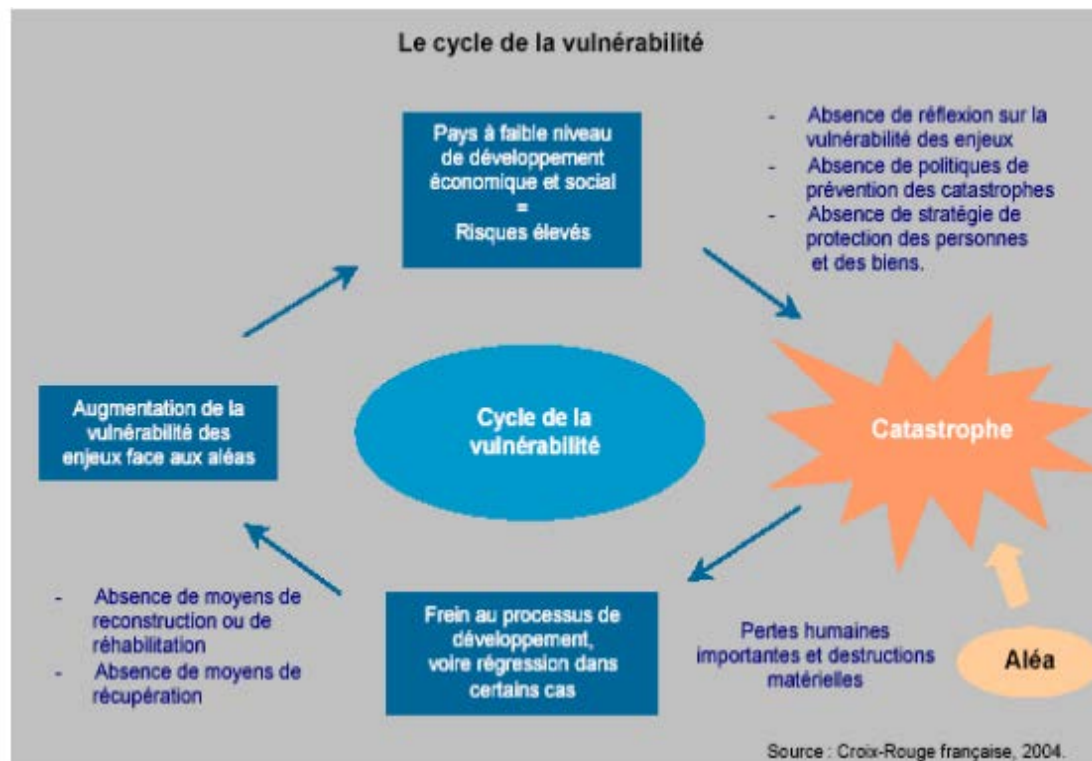 Le cycle de la vulnérabilité
Pays à faible niveau
de développement
économique et social
=
Risques élevés
- Absence de réflexion sur la
vulnérabilité des enjeux
- Absence de politiques de
prévention des catastrophes
- Absence de stratégie de
protection des personnes
et des biens.
Catastrophe
Aléa
Pertes humaines
importantes et destructions
matérielles
Frein au processus de
développement,
voire régression dans
certains cas
- Absence de moyens de
reconstruction ou de
réhabilitation
- Absence de moyens de
récupération
Augmentation de la
vulnérabilité des
enjeux face aux aléas
Cycle de la
vulnérabilité
Source : Croix-Rouge française, 2004.